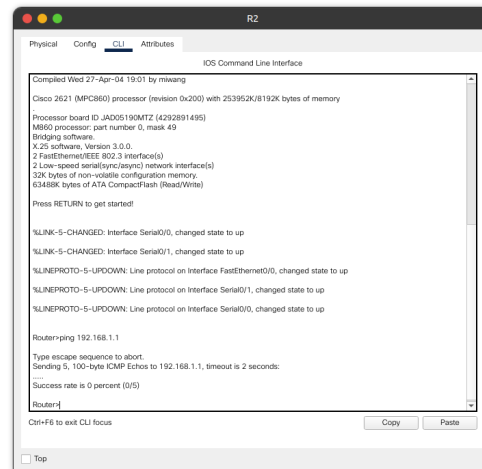 R2
Physical Config CLI Attributes
IOS Command Line Interface
Compiled Wed 27-Apr-04 19:01 by miwang
Cisco 2621 (MPC860) processor (revision 0x200) with 253952K/8192K bytes of memory
.
Processor board ID JAD05190MTZ (4292891495)
M860 processor: part number 0, mask 49
Bridging software.
X.25 software, Version 3.0.0.
2 FastEthernet/IEEE 802.3 interface(s)
2 Low-speed serial(sync/async) network interface(s)
32K bytes of non-volatile configuration memory.
63488K bytes of ATA CompactFlash (Read/Write)
Press RETURN to get started!
%LINK-5-CHANGED: Interface Serial0/0, changed state to up
%LINK-5-CHANGED: Interface Serial0/1, changed state to up
%LINEPROTO-5-UPDOWN: Line protocol on Interface FastEthernet0/0, changed state to up
%LINEPROTO-5-UPDOWN: Line protocol on Interface Serial0/1, changed state to up
%LINEPROTO-5-UPDOWN: Line protocol on Interface Serial0/0, changed state to up
Router>ping 192.168.1.1
Type escape sequence to abort.
Sending 5, 100-byte ICMP Echos to 192.168.1.1, timeout is 2 seconds:
.....
Success rate is 0 percent (0/5)
Router>
Ctrl+F6 to exit CLI focus Copy Paste
Top